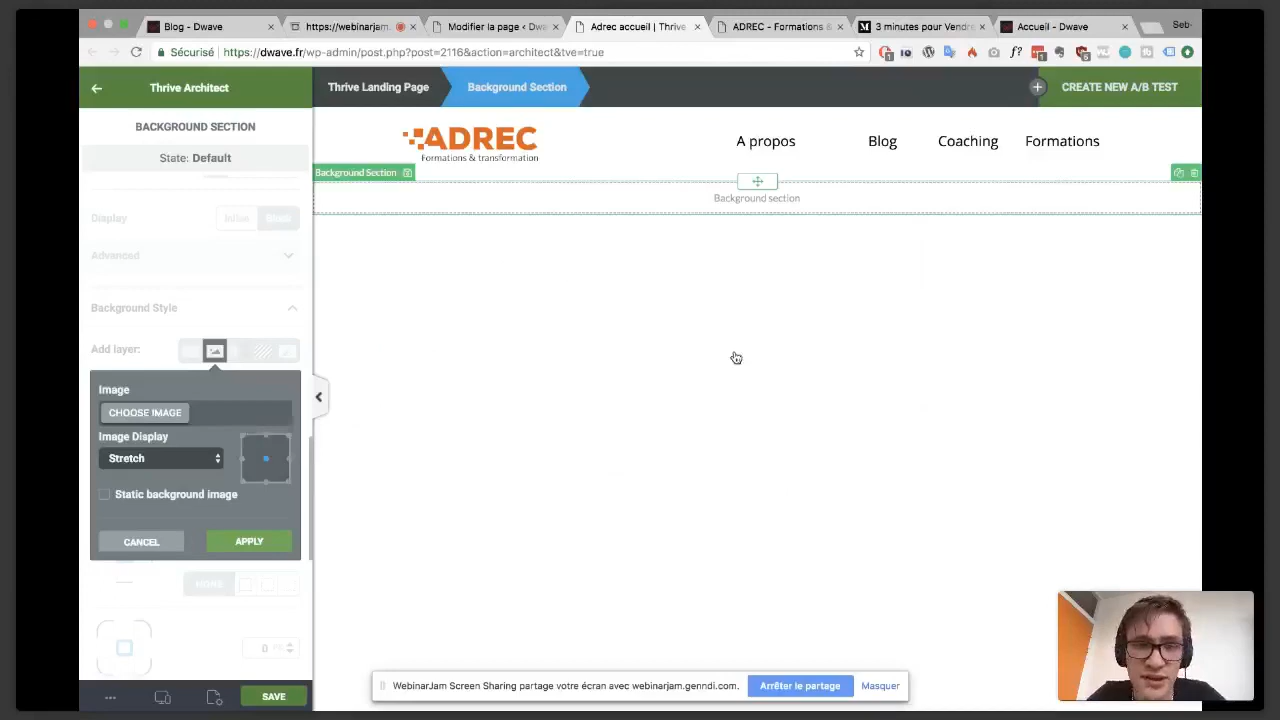 Blog - Dwave
https://webinarjam.
Modifier la page ‹ Dwa
Adrec accueil | Thrive
ADREC - Formations &
3 minutes pour Vendre
Accueil - Dwave
Seb
Sécurisé
https://dwave.fr/wp-admin/post.php?post=2116&action=architect&tve=true
Thrive Architect
Thrive Landing Page
Background Section
CREATE NEW A/B TEST
BACKGROUND SECTION
State: Default
ADREC
Formations & transformation
A propos
Blog
Coaching
Formations
Background Section
Background section
Display
Inline
Block
Advanced
Background Style
Add layer:
Image
CHOOSE IMAGE
Image Display
Stretch
Static background image
CANCEL
APPLY
NONE
0
SAVE
WebinarJam Screen Sharing partage votre écran avec webinarjam.genndi.com.
Arrêter le partage
Masquer